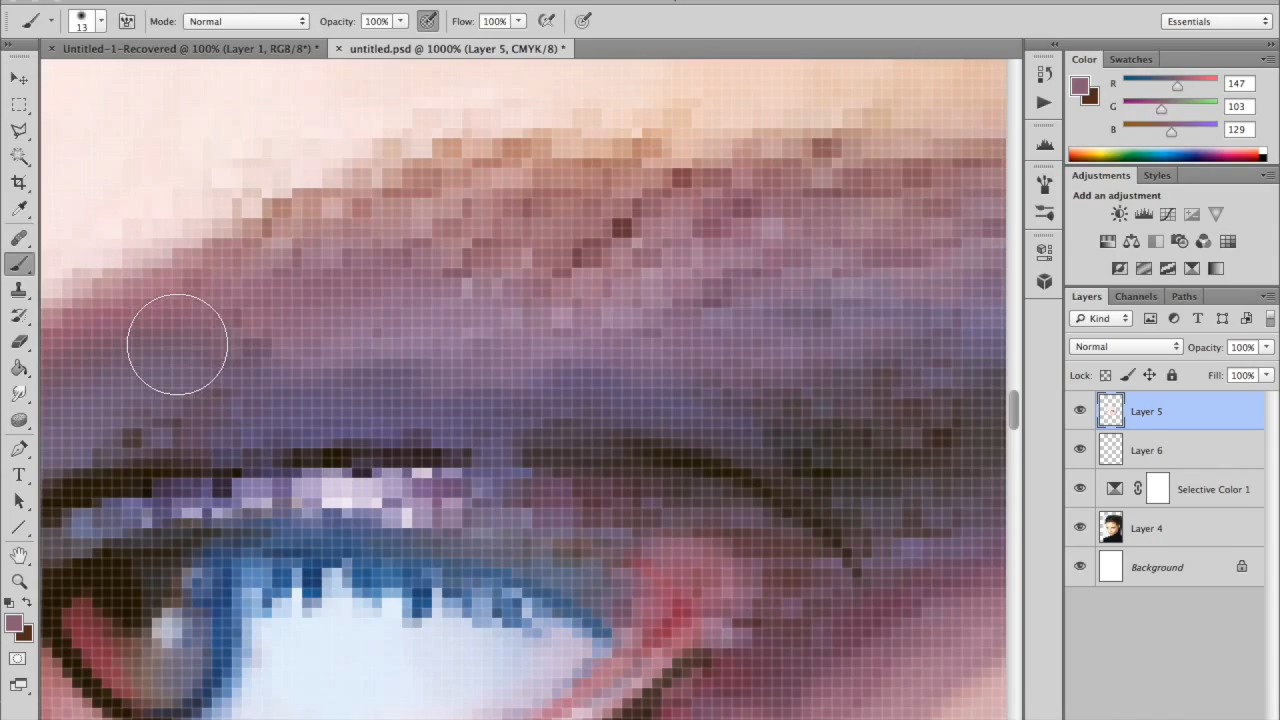 13
Mode: Normal
Opacity: 100%
Flow: 100%
Essentials
× Untitled-1-Recovered @ 100% (Layer 1, RGB/8*) *
× untitled.psd @ 1000% (Layer 5, CMYK/8) *
Color Swatches
R 147
G 103
B 129
Adjustments Styles
Add an adjustment
Layers Channels Paths
Kind T
Normal Opacity: 100%
Lock: Fill: 100%
Layer 5
Layer 6
Selective Color 1
Layer 4
Background
T